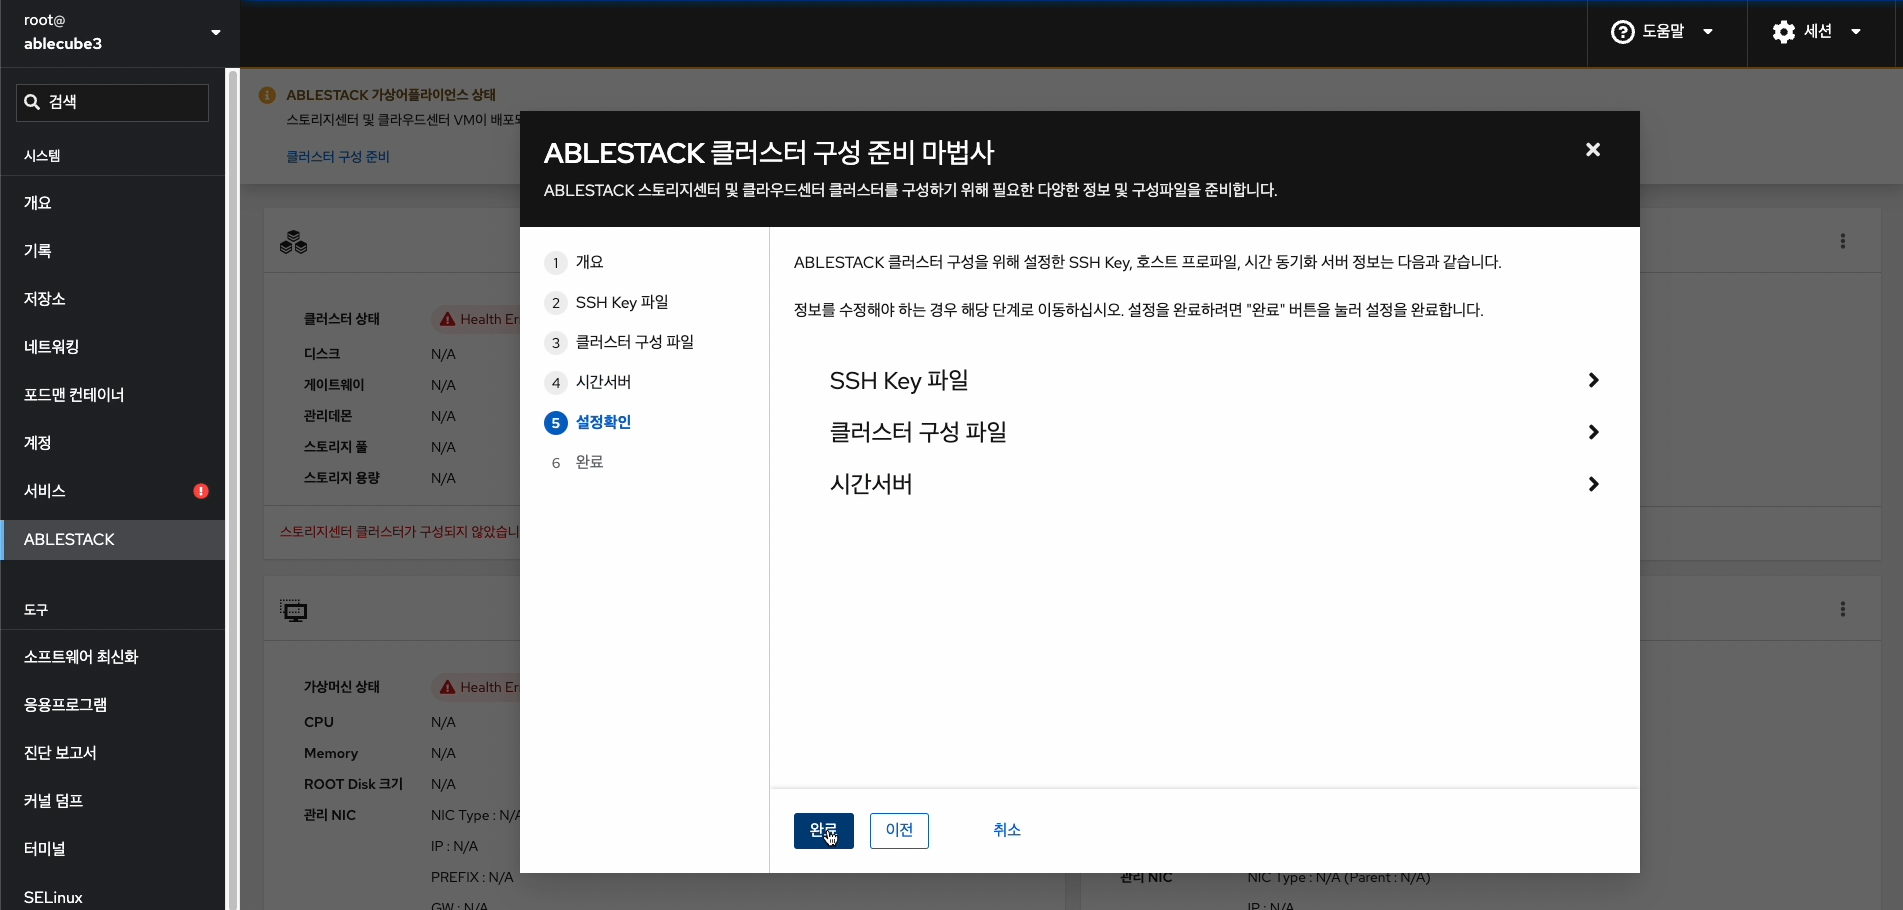 root@
ablecube3
도움말
세션
검색
시스템
개요
기록
저장소
네트워킹
포드맨 컨테이너
계정
서비스
ABLESTACK
도구
소프트웨어 최신화
응용프로그램
진단 보고서
커널 덤프
터미널
SELinux
ABLESTACK 가상어플라이언스 상태
스토리지센터 및 클라우드센터 VM이 배포되
클러스터 구성 준비
클러스터 상태
Health Er
디스크 N/A
게이트웨이 N/A
관리데몬 N/A
스토리지 풀 N/A
스토리지 용량 N/A
스토리지센터 클러스터가 구성되지 않았습니
가상머신 상태
Health Er
CPU N/A
Memory N/A
ROOT Disk 크기 N/A
관리 NIC NIC Type : N/A
IP : N/A
PREFIX : N/A
GW : N/A
관리 NIC NIC Type : N/A (Parent : N/A)
IP : N/A
ABLESTACK 클러스터 구성 준비 마법사
ABLESTACK 스토리지센터 및 클라우드센터 클러스터를 구성하기 위해 필요한 다양한 정보 및 구성파일을 준비합니다.
1 개요
2 SSH Key 파일
3 클러스터 구성 파일
4 시간서버
5 설정확인
6 완료
ABLESTACK 클러스터 구성을 위해 설정한 SSH Key, 호스트 프로파일, 시간 동기화 서버 정보는 다음과 같습니다.
정보를 수정해야 하는 경우 해당 단계로 이동하십시오. 설정을 완료하려면 "완료" 버튼을 눌러 설정을 완료합니다.
SSH Key 파일
클러스터 구성 파일
시간서버
완료
이전
취소